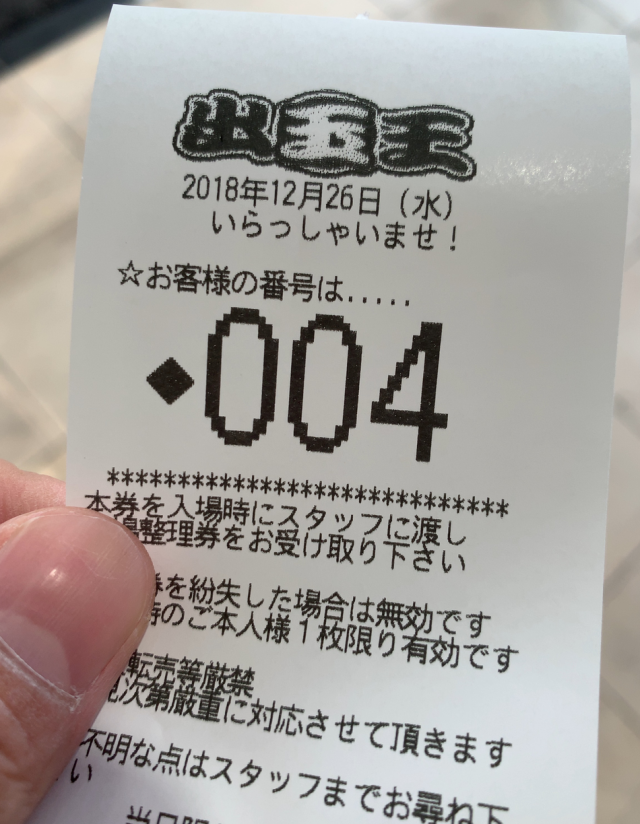 出玉王
2018年12月26日（水）
いらっしゃいませ！
☆お客様の番号は.....
◆004
****************************
本券を入場時にスタッフに渡し
整理券をお受け取り下さい
券を紛失した場合は無効です
時のご本人様１枚限り有効です
転売等厳禁
見次第厳重に対応させて頂きます
不明な点はスタッフまでお尋ね下
い
当日限